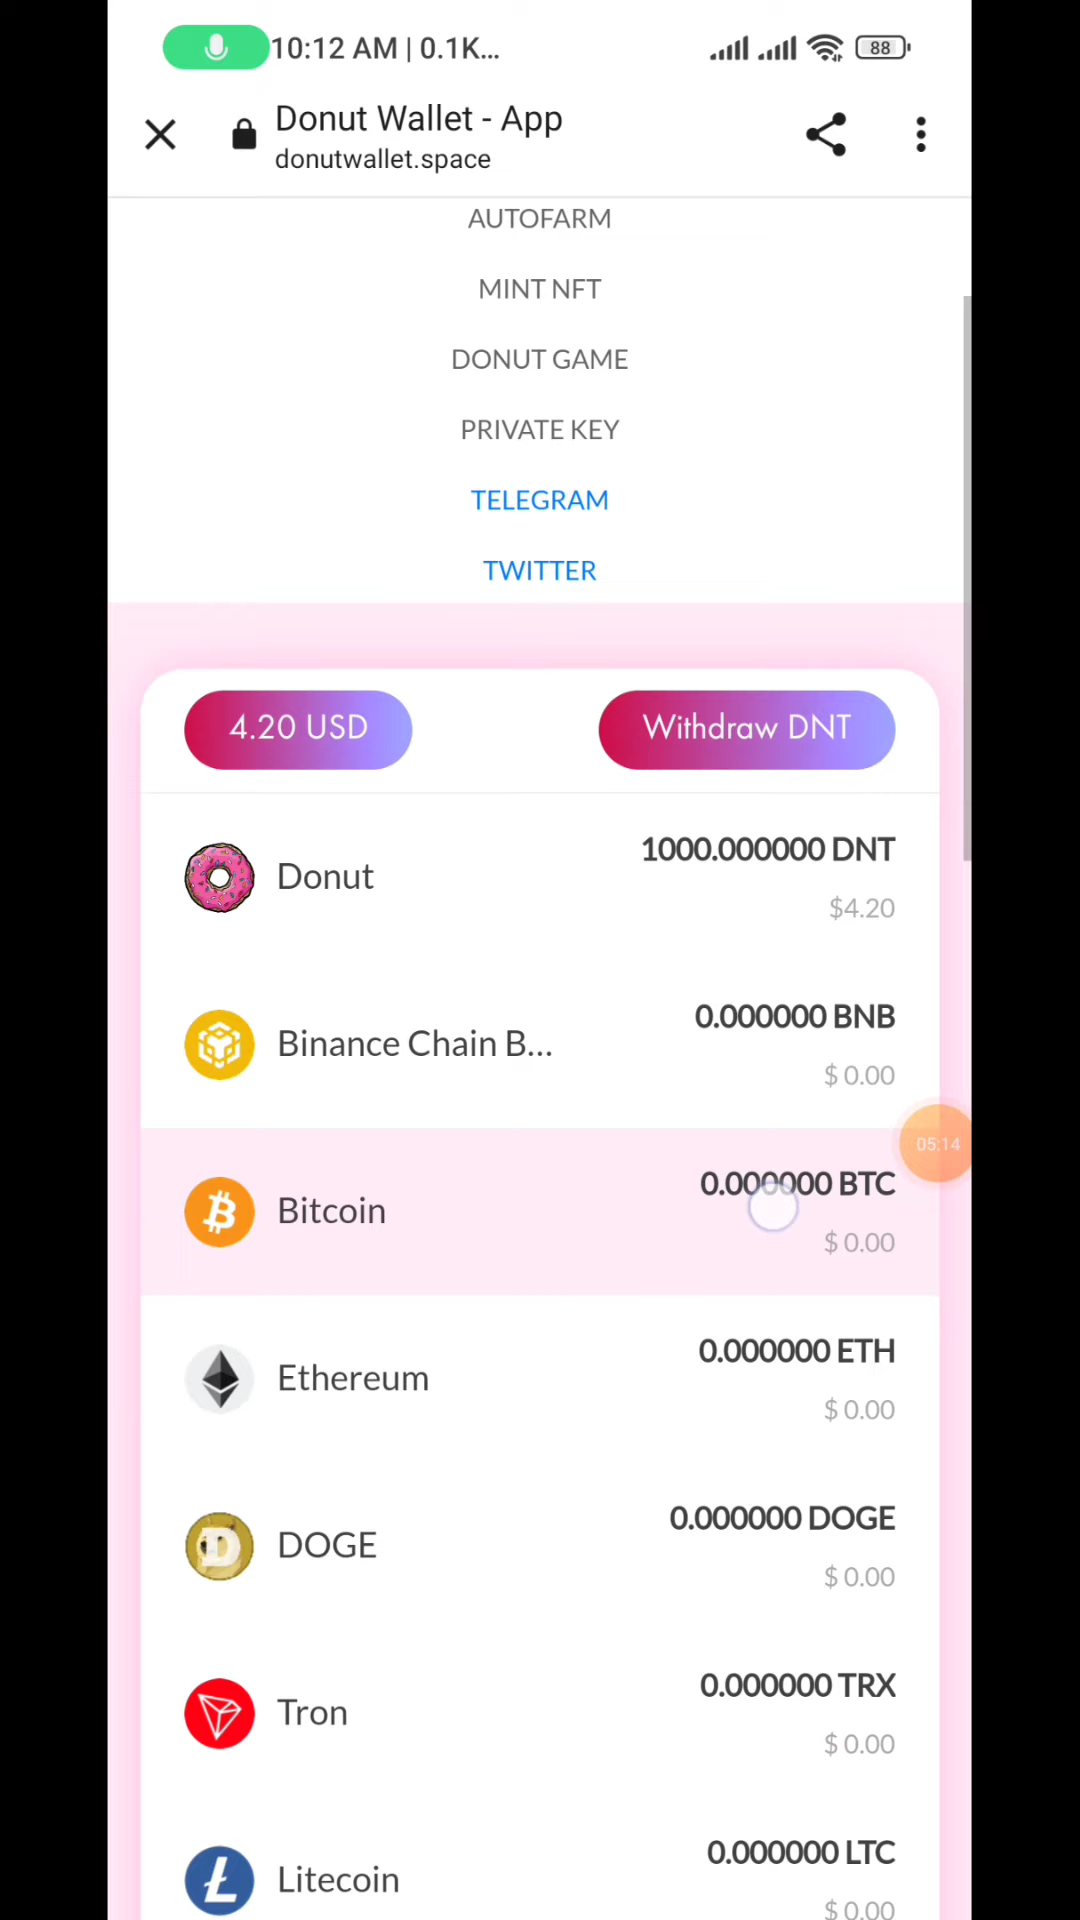 10:12 AM | 0.1K...
88
Donut Wallet - App
donutwallet.space
AUTOFARM
MINT NFT
DONUT GAME
PRIVATE KEY
TELEGRAM
TWITTER
4.20 USD
Withdraw DNT
Donut
1000.000000 DNT
$4.20
Binance Chain B...
0.000000 BNB
$ 0.00
05:14
Bitcoin
0.000000 BTC
$ 0.00
Ethereum
0.000000 ETH
$ 0.00
DOGE
0.000000 DOGE
$ 0.00
Tron
0.000000 TRX
$ 0.00
Litecoin
0.000000 LTC
$ 0.00